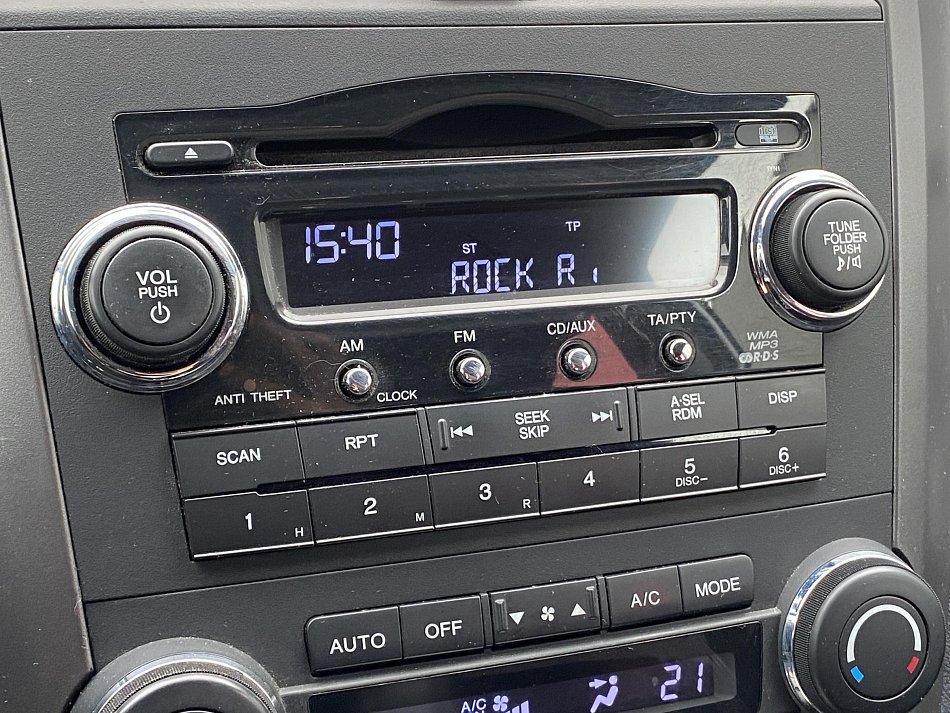 TYN1
15:40
TP
ST
ROCK R1
VOL
PUSH
TUNE
FOLDER
PUSH
AM
FM
CD/AUX
TA/PTY
WMA
MP3
R·D·S
ANTI THEFT
CLOCK
SCAN
RPT
SEEK
SKIP
A·SEL
RDM
DISP
1 H
2 M
3 R
4
5
DISC−
6
DISC+
AUTO
OFF
A/C
MODE
A/C
21